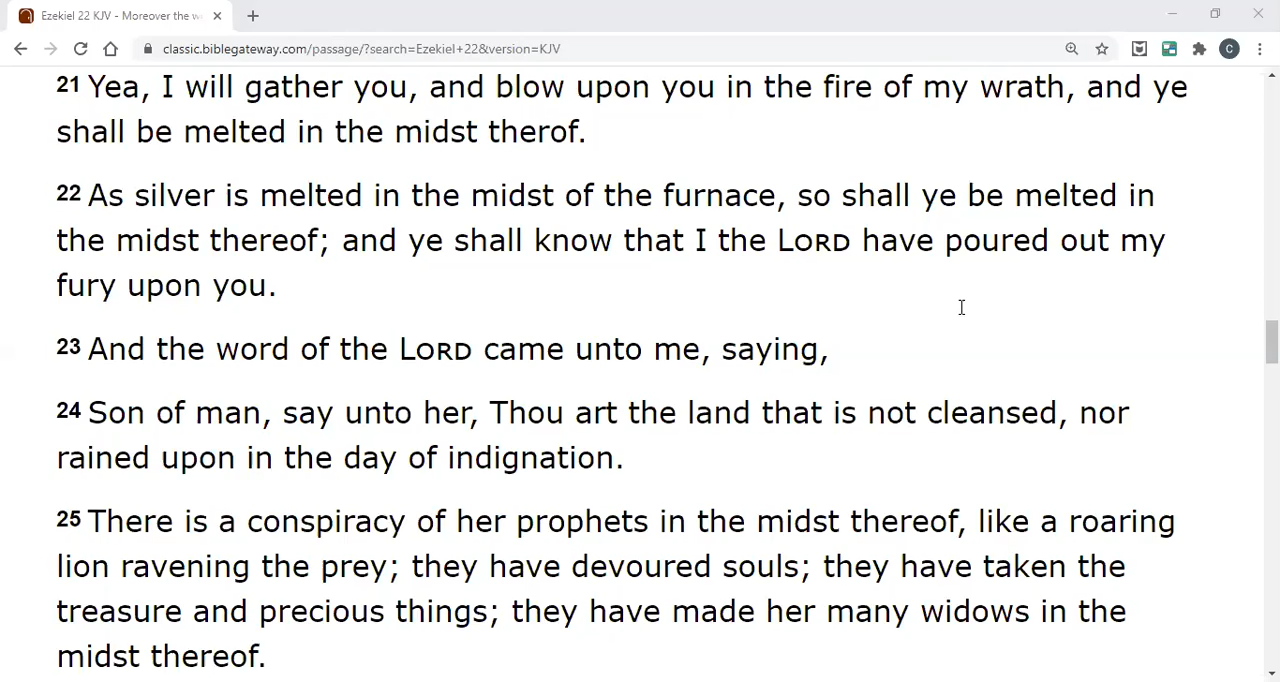 Ezekiel 22 KJV - Moreover the w
classic.biblegateway.com/passage/?search=Ezekiel+22&version=KJV
C
21 Yea, I will gather you, and blow upon you in the fire of my wrath, and ye
shall be melted in the midst therof.
22 As silver is melted in the midst of the furnace, so shall ye be melted in
the midst thereof; and ye shall know that I the LORD have poured out my
fury upon you.
23 And the word of the LORD came unto me, saying,
24 Son of man, say unto her, Thou art the land that is not cleansed, nor
rained upon in the day of indignation.
25 There is a conspiracy of her prophets in the midst thereof, like a roaring
lion ravening the prey; they have devoured souls; they have taken the
treasure and precious things; they have made her many widows in the
midst thereof.